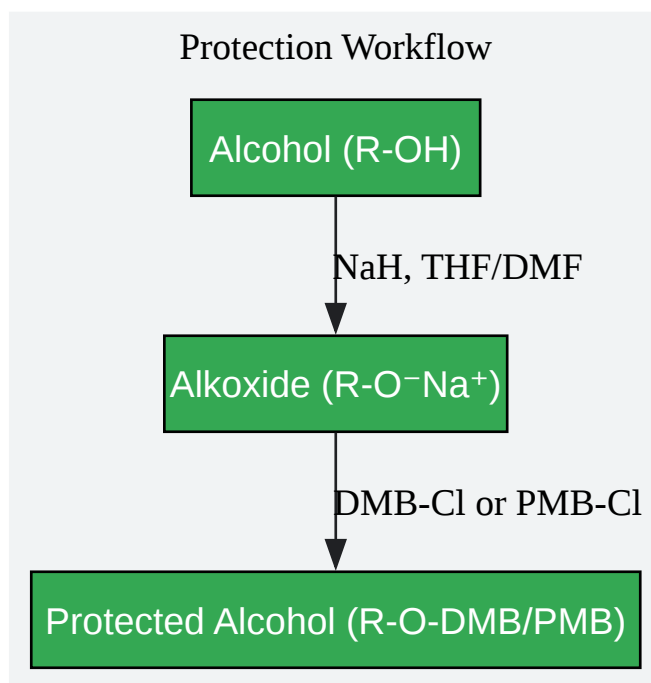 Protection Workflow
Alcohol (R-OH)
NaH, THF/DMF
Alkoxide (R-O⁻Na⁺)
DMB-Cl or PMB-Cl
Protected Alcohol (R-O-DMB/PMB)